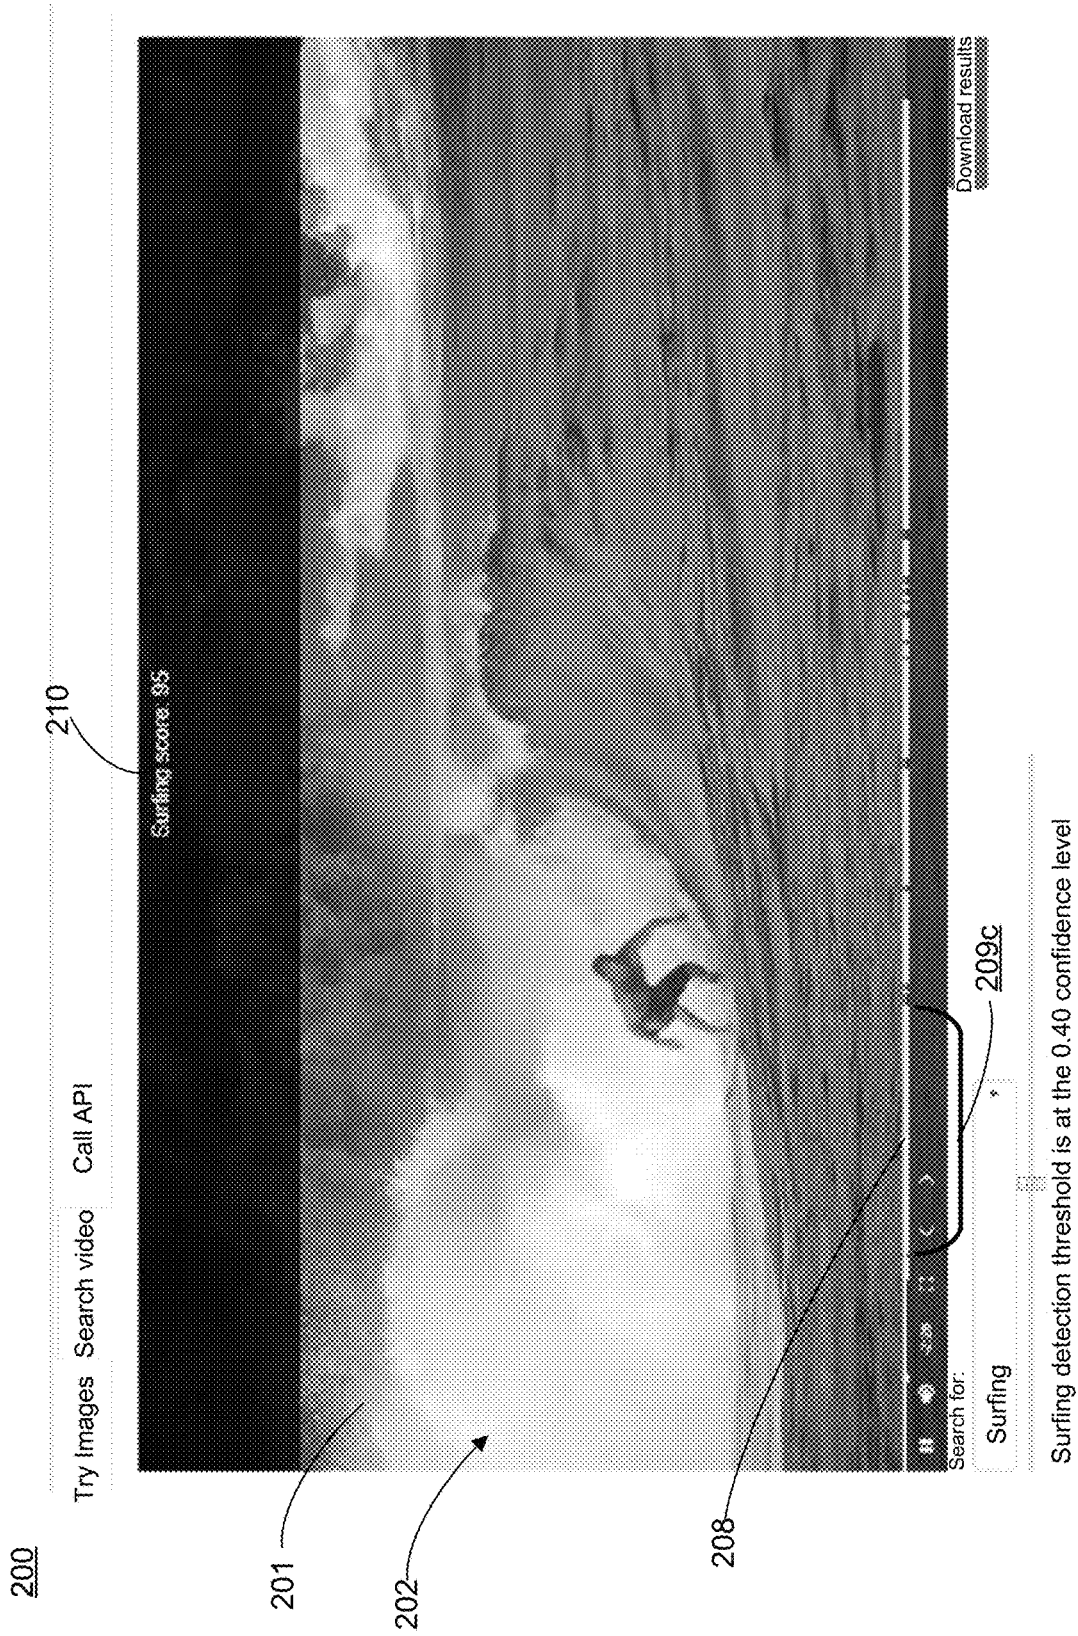 200
Try Images Search video Call API
210
Surfing score: 95
201
202
208
209c
Search for:
Download results
Surfing
Surfing detection threshold is at the 0.40 confidence level